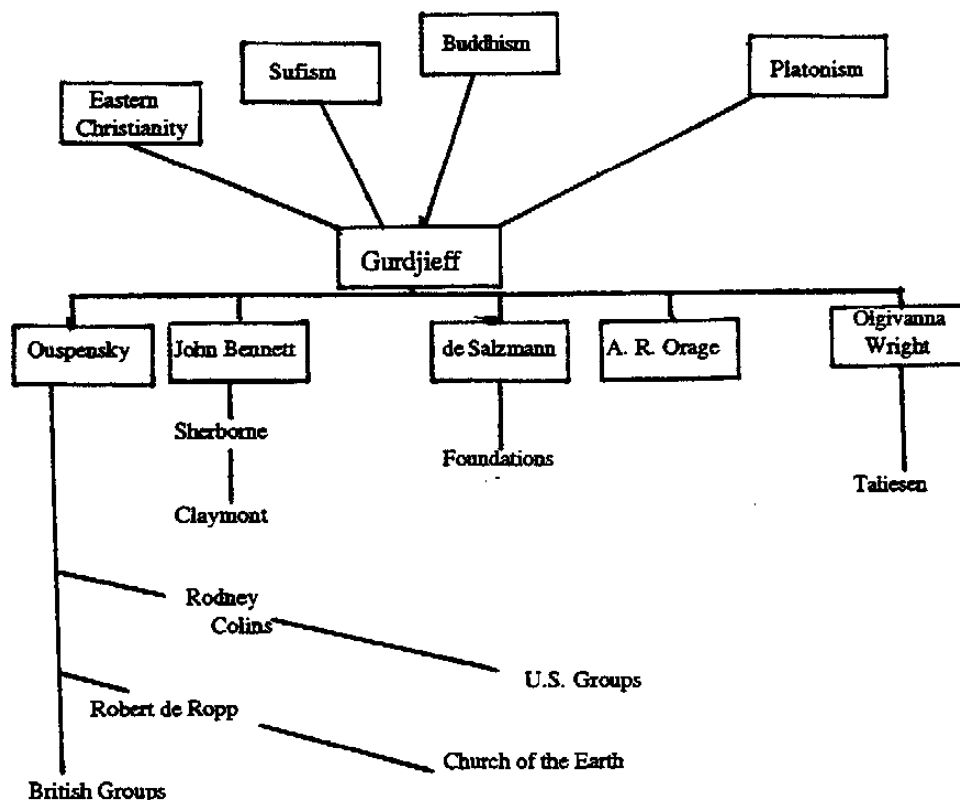 Buddhism
Sufism
Platonism
Eastern
Christianity
Gurdjieff
Ouspensky
John Bennett
de Salzmann
A. R. Orage
Olgivanna
Wright
Sherborne
Foundations
Taliesen
Claymont
Rodney
Colins
U.S. Groups
Robert de Ropp
Church of the Earth
British Groups